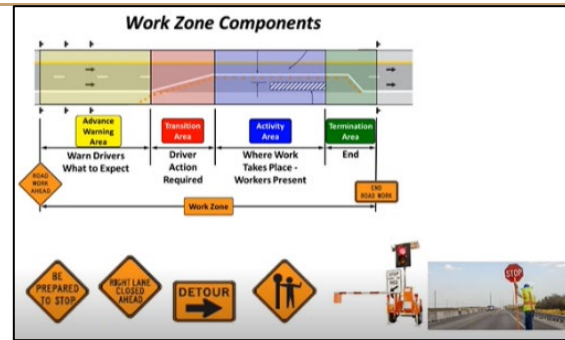 Work Zone Components
Advance
Warning
Area
Transition
Area
Activity
Area
Termination
Area
Warn Drivers
What to Expect
Driver
Action
Required
Where Work
Takes Place -
Workers Present
End
ROAD
WORK
AHEAD
END
ROAD WORK
Work Zone
BE
PREPARED
TO STOP
RIGHT LANE
CLOSED
AHEAD
DETOUR
STOP
STOP